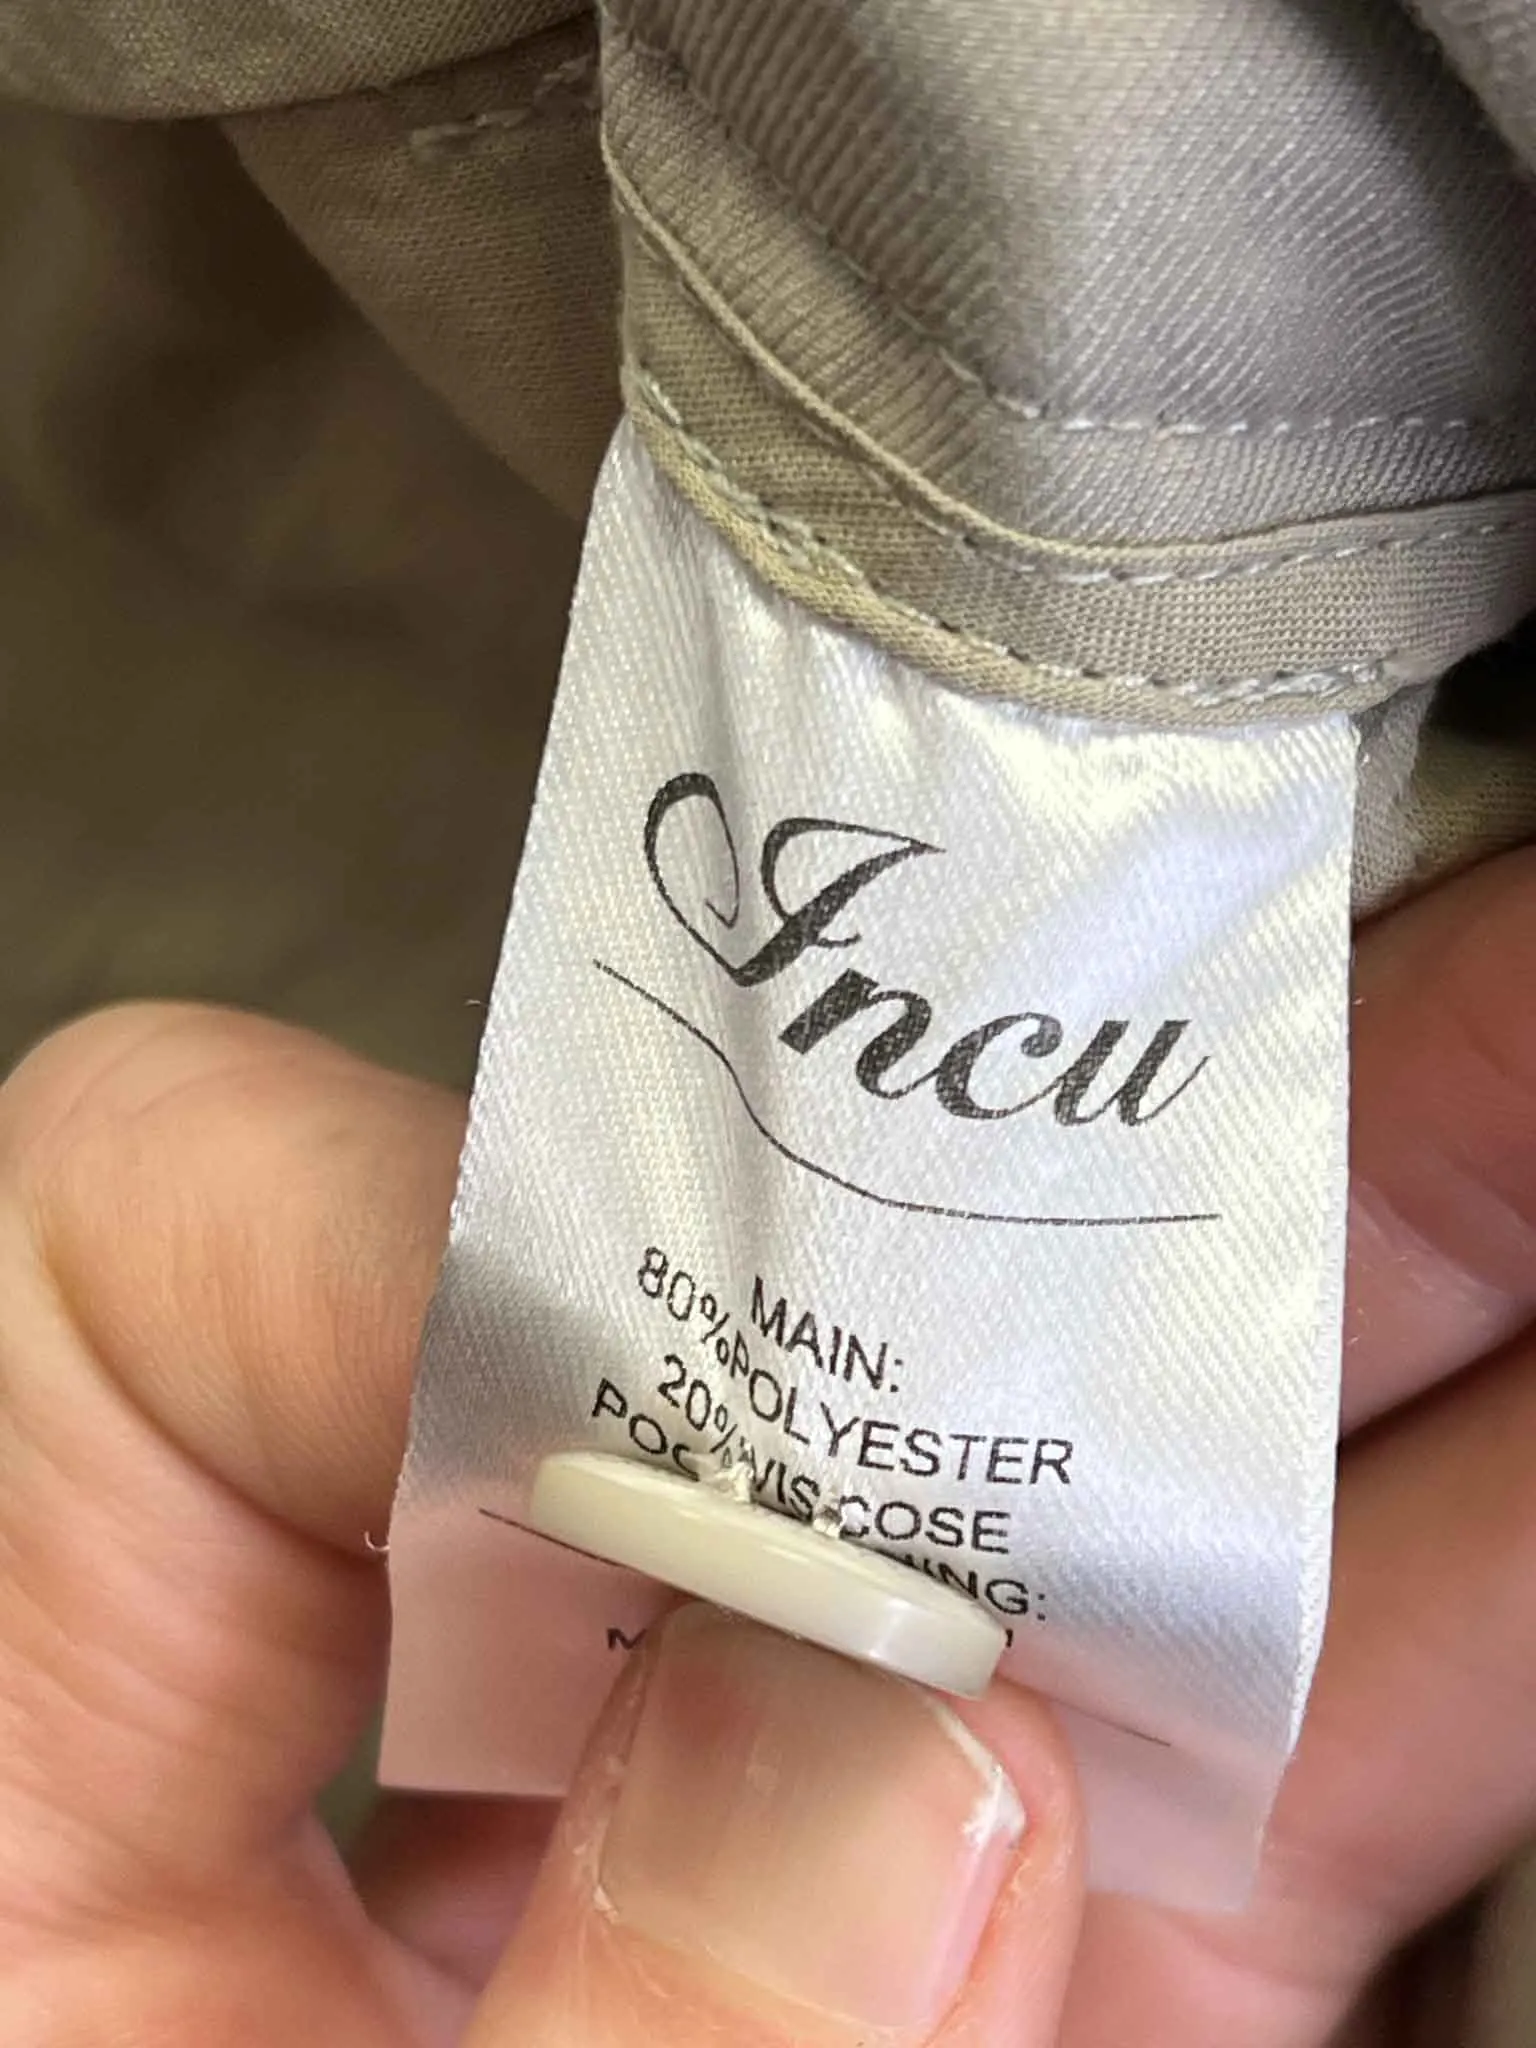 Incu
MAIN:
80%POLYESTER
20%VISCOSE